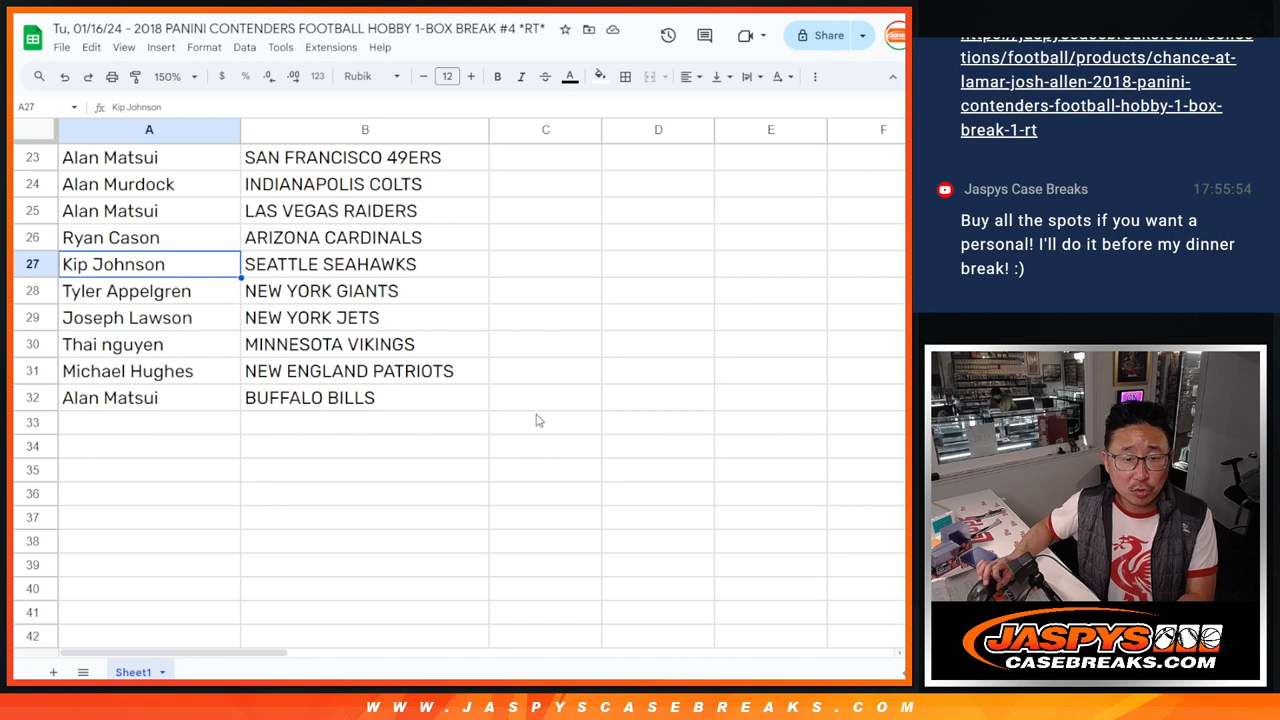 Tu, 01/16/24 - 2018 PANINI CONTENDERS FOOTBALL HOBBY 1-BOX BREAK #4 *RT*
File Edit View Insert Format Data Tools Extensions Help
Share
150% $ % .0 .00 123 Rubik 12 B I A
A27 fx Kip Johnson
A B C D E F
23 Alan Matsui SAN FRANCISCO 49ERS
24 Alan Murdock INDIANAPOLIS COLTS
25 Alan Matsui LAS VEGAS RAIDERS
26 Ryan Cason ARIZONA CARDINALS
27 Kip Johnson SEATTLE SEAHAWKS
28 Tyler Appelgren NEW YORK GIANTS
29 Joseph Lawson NEW YORK JETS
30 Thai nguyen MINNESOTA VIKINGS
31 Michael Hughes NEW ENGLAND PATRIOTS
32 Alan Matsui BUFFALO BILLS
33
34
35
36
37
38
39
40
41
42
Sheet1
https://jaspyscasebreaks.com/collec
tions/football/products/chance-at-
lamar-josh-allen-2018-panini-
contenders-football-hobby-1-box-
break-1-rt
Jaspys Case Breaks 17:55:54
Buy all the spots if you want a
personal! I'll do it before my dinner
break! :)
JASPYS
CASEBREAKS.COM
WWW.JASPYSCASEBREAKS.COM